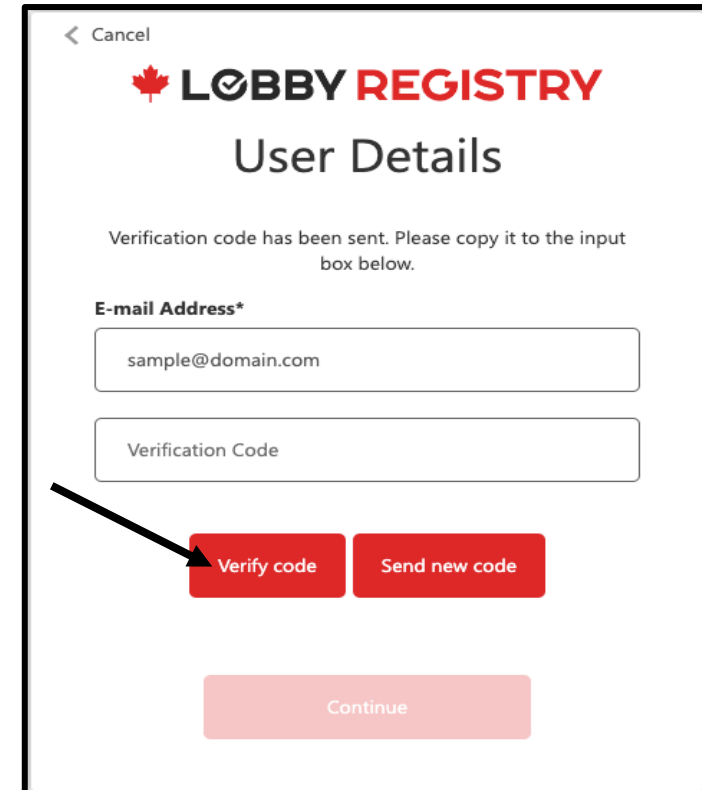 Cancel
LOBBY REGISTRY
User Details
Verification code has been sent. Please copy it to the input
box below.
E-mail Address*
sample@domain.com
Verification Code
Verify code Send new code
Continue